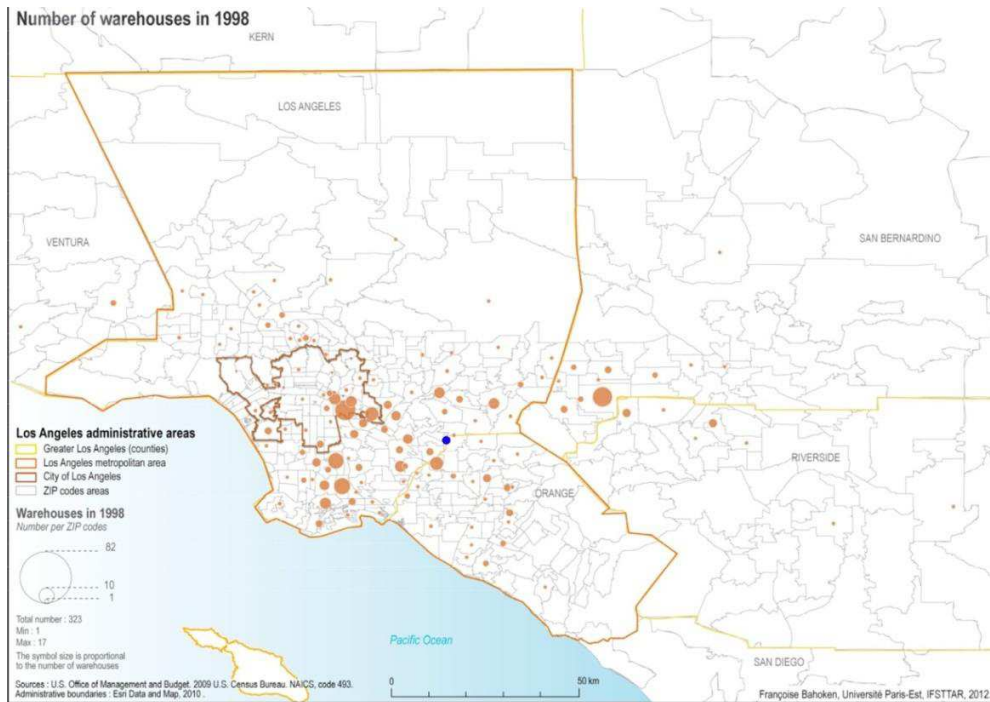 Number of warehouses in 1998
KERN
LOS ANGELES
VENTURA
SAN BERNARDINO
Los Angeles administrative areas
Greater Los Angeles (counties)
Los Angeles metropolitan area
City of Los Angeles
ZIP codes areas
RIVERSIDE
ORANGE
Warehouses in 1998
Number per ZIP codes
82
10
1
Total number : 323
Min : 1
Max : 17
The symbol size is proportional
to the number of warehouses
Pacific Ocean
SAN DIEGO
Sources : U.S. Office of Management and Budget. 2009 U.S. Census Bureau. NAICS, code 493.
Administrative boundaries : Esri Data and Map, 2010 .
0
50 km
Françoise Bahoken, Université Paris-Est, IFSTTAR, 2012.